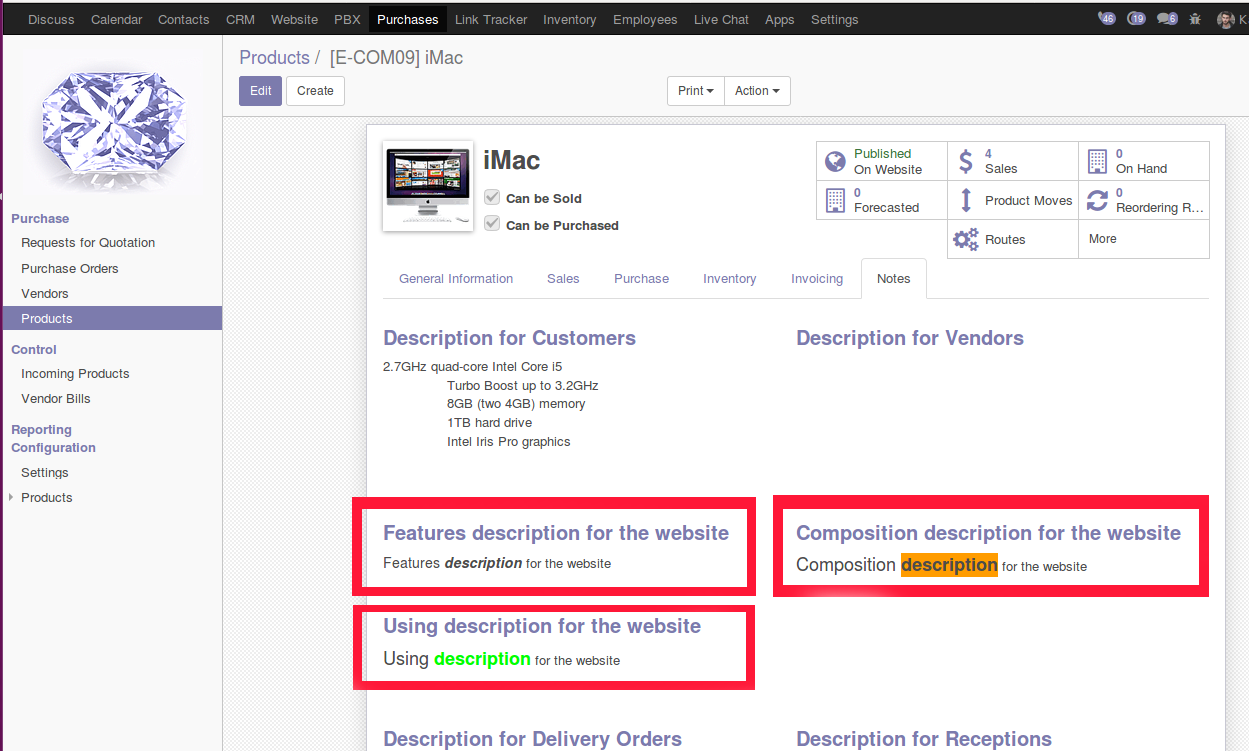 Discuss Calendar Contacts CRM Website PBX Purchases Link Tracker Inventory Employees Live Chat Apps Settings 46 19 6 K
Products / [E-COM09] iMac
Edit Create Print Action
iMac
Can be Sold
Can be Purchased
Published
On Website
4
Sales
0
On Hand
0
Forecasted
Product Moves
0
Reordering R...
Routes
More
Purchase
Requests for Quotation
Purchase Orders
Vendors
Products
Control
Incoming Products
Vendor Bills
Reporting
Configuration
Settings
Products
General Information Sales Purchase Inventory Invoicing Notes
Description for Customers
2.7GHz quad-core Intel Core i5
Turbo Boost up to 3.2GHz
8GB (two 4GB) memory
1TB hard drive
Intel Iris Pro graphics
Description for Vendors
Features description for the website
Features description for the website
Composition description for the website
Composition description for the website
Using description for the website
Using description for the website
Description for Delivery Orders
Description for Receptions